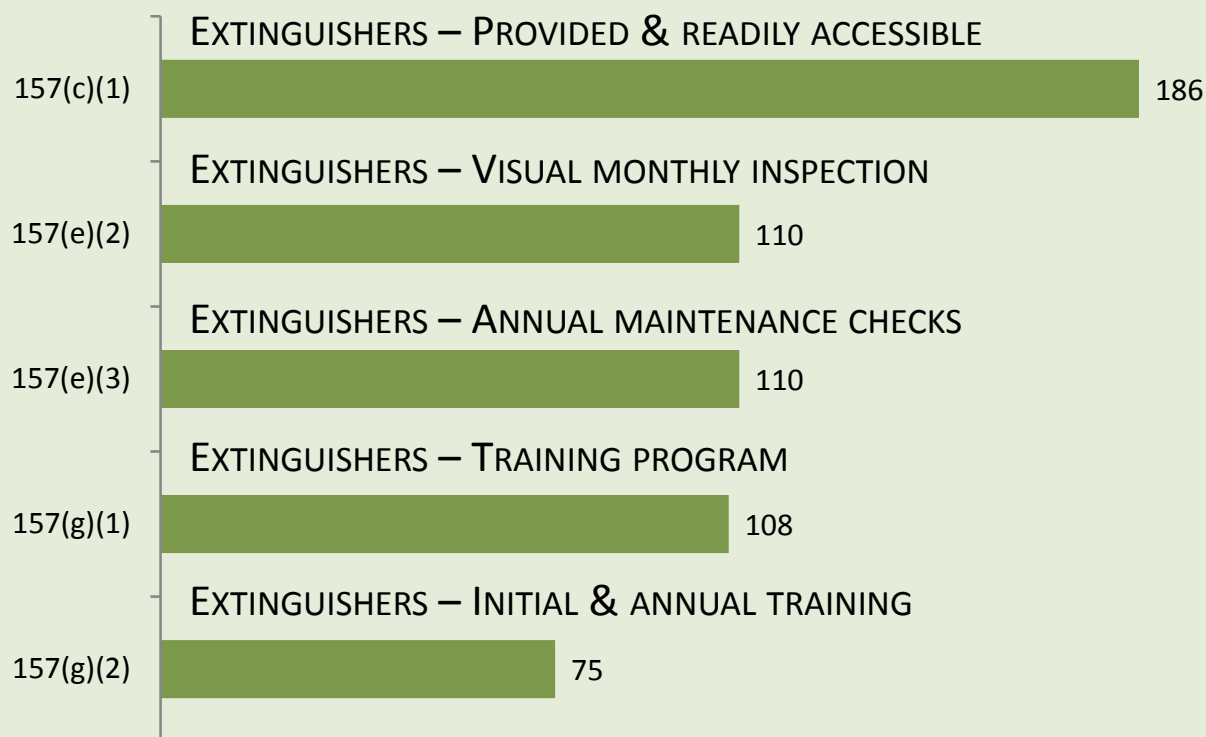 EXTINGUISHERS – PROVIDED & READILY ACCESSIBLE
157(c)(1) 186
EXTINGUISHERS – VISUAL MONTHLY INSPECTION
157(e)(2) 110
EXTINGUISHERS – ANNUAL MAINTENANCE CHECKS
157(e)(3) 110
EXTINGUISHERS – TRAINING PROGRAM
157(g)(1) 108
EXTINGUISHERS – INITIAL & ANNUAL TRAINING
157(g)(2) 75